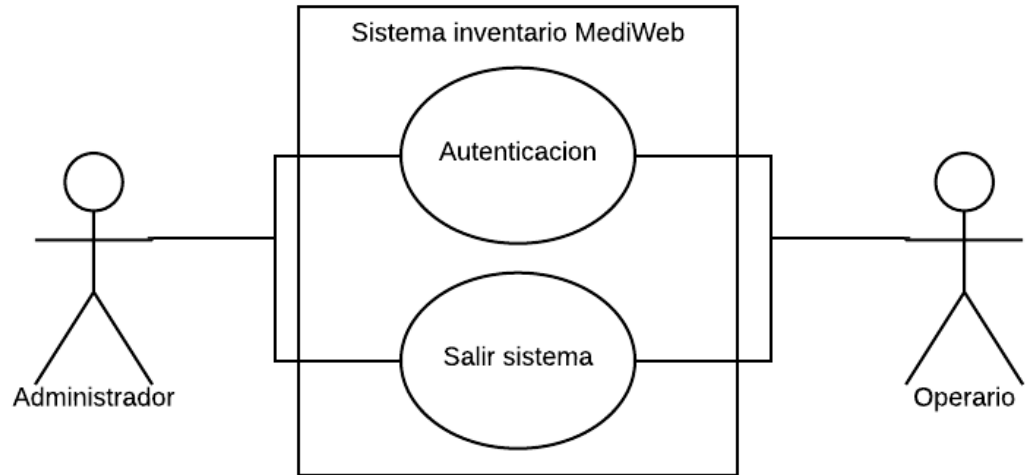 Sistema inventario MediWeb
Autenticacion
Salir sistema
Administrador
Operario